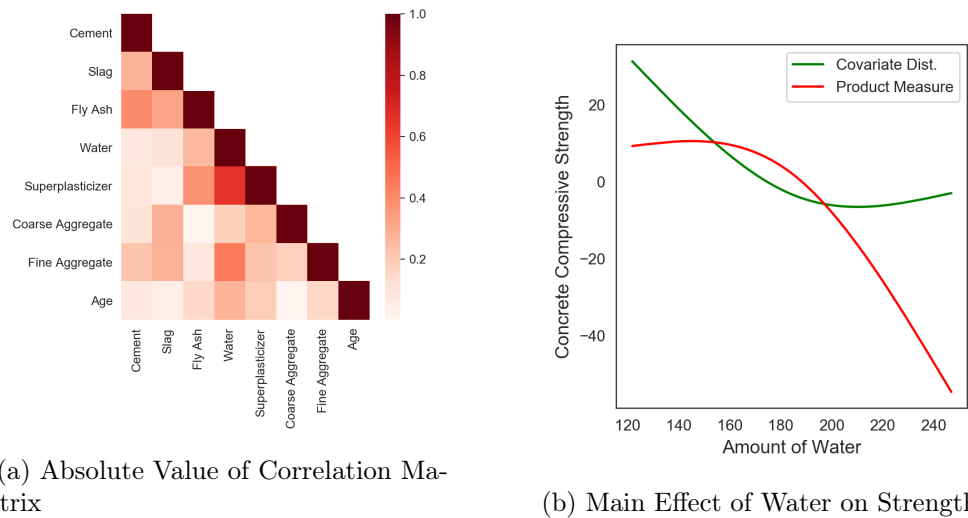 Cement
Slag
Fly Ash
Water
Superplasticizer
Coarse Aggregate
Fine Aggregate
Age
Cement
Slag
Fly Ash
Water
Superplasticizer
Coarse Aggregate
Fine Aggregate
Age
1.0
0.8
0.6
0.4
0.2
(a) Absolute Value of Correlation Ma-
trix
Concrete Compressive Strength
20
0
−20
−40
Covariate Dist.
Product Measure
120 140 160 180 200 220 240
Amount of Water
(b) Main Effect of Water on Strength